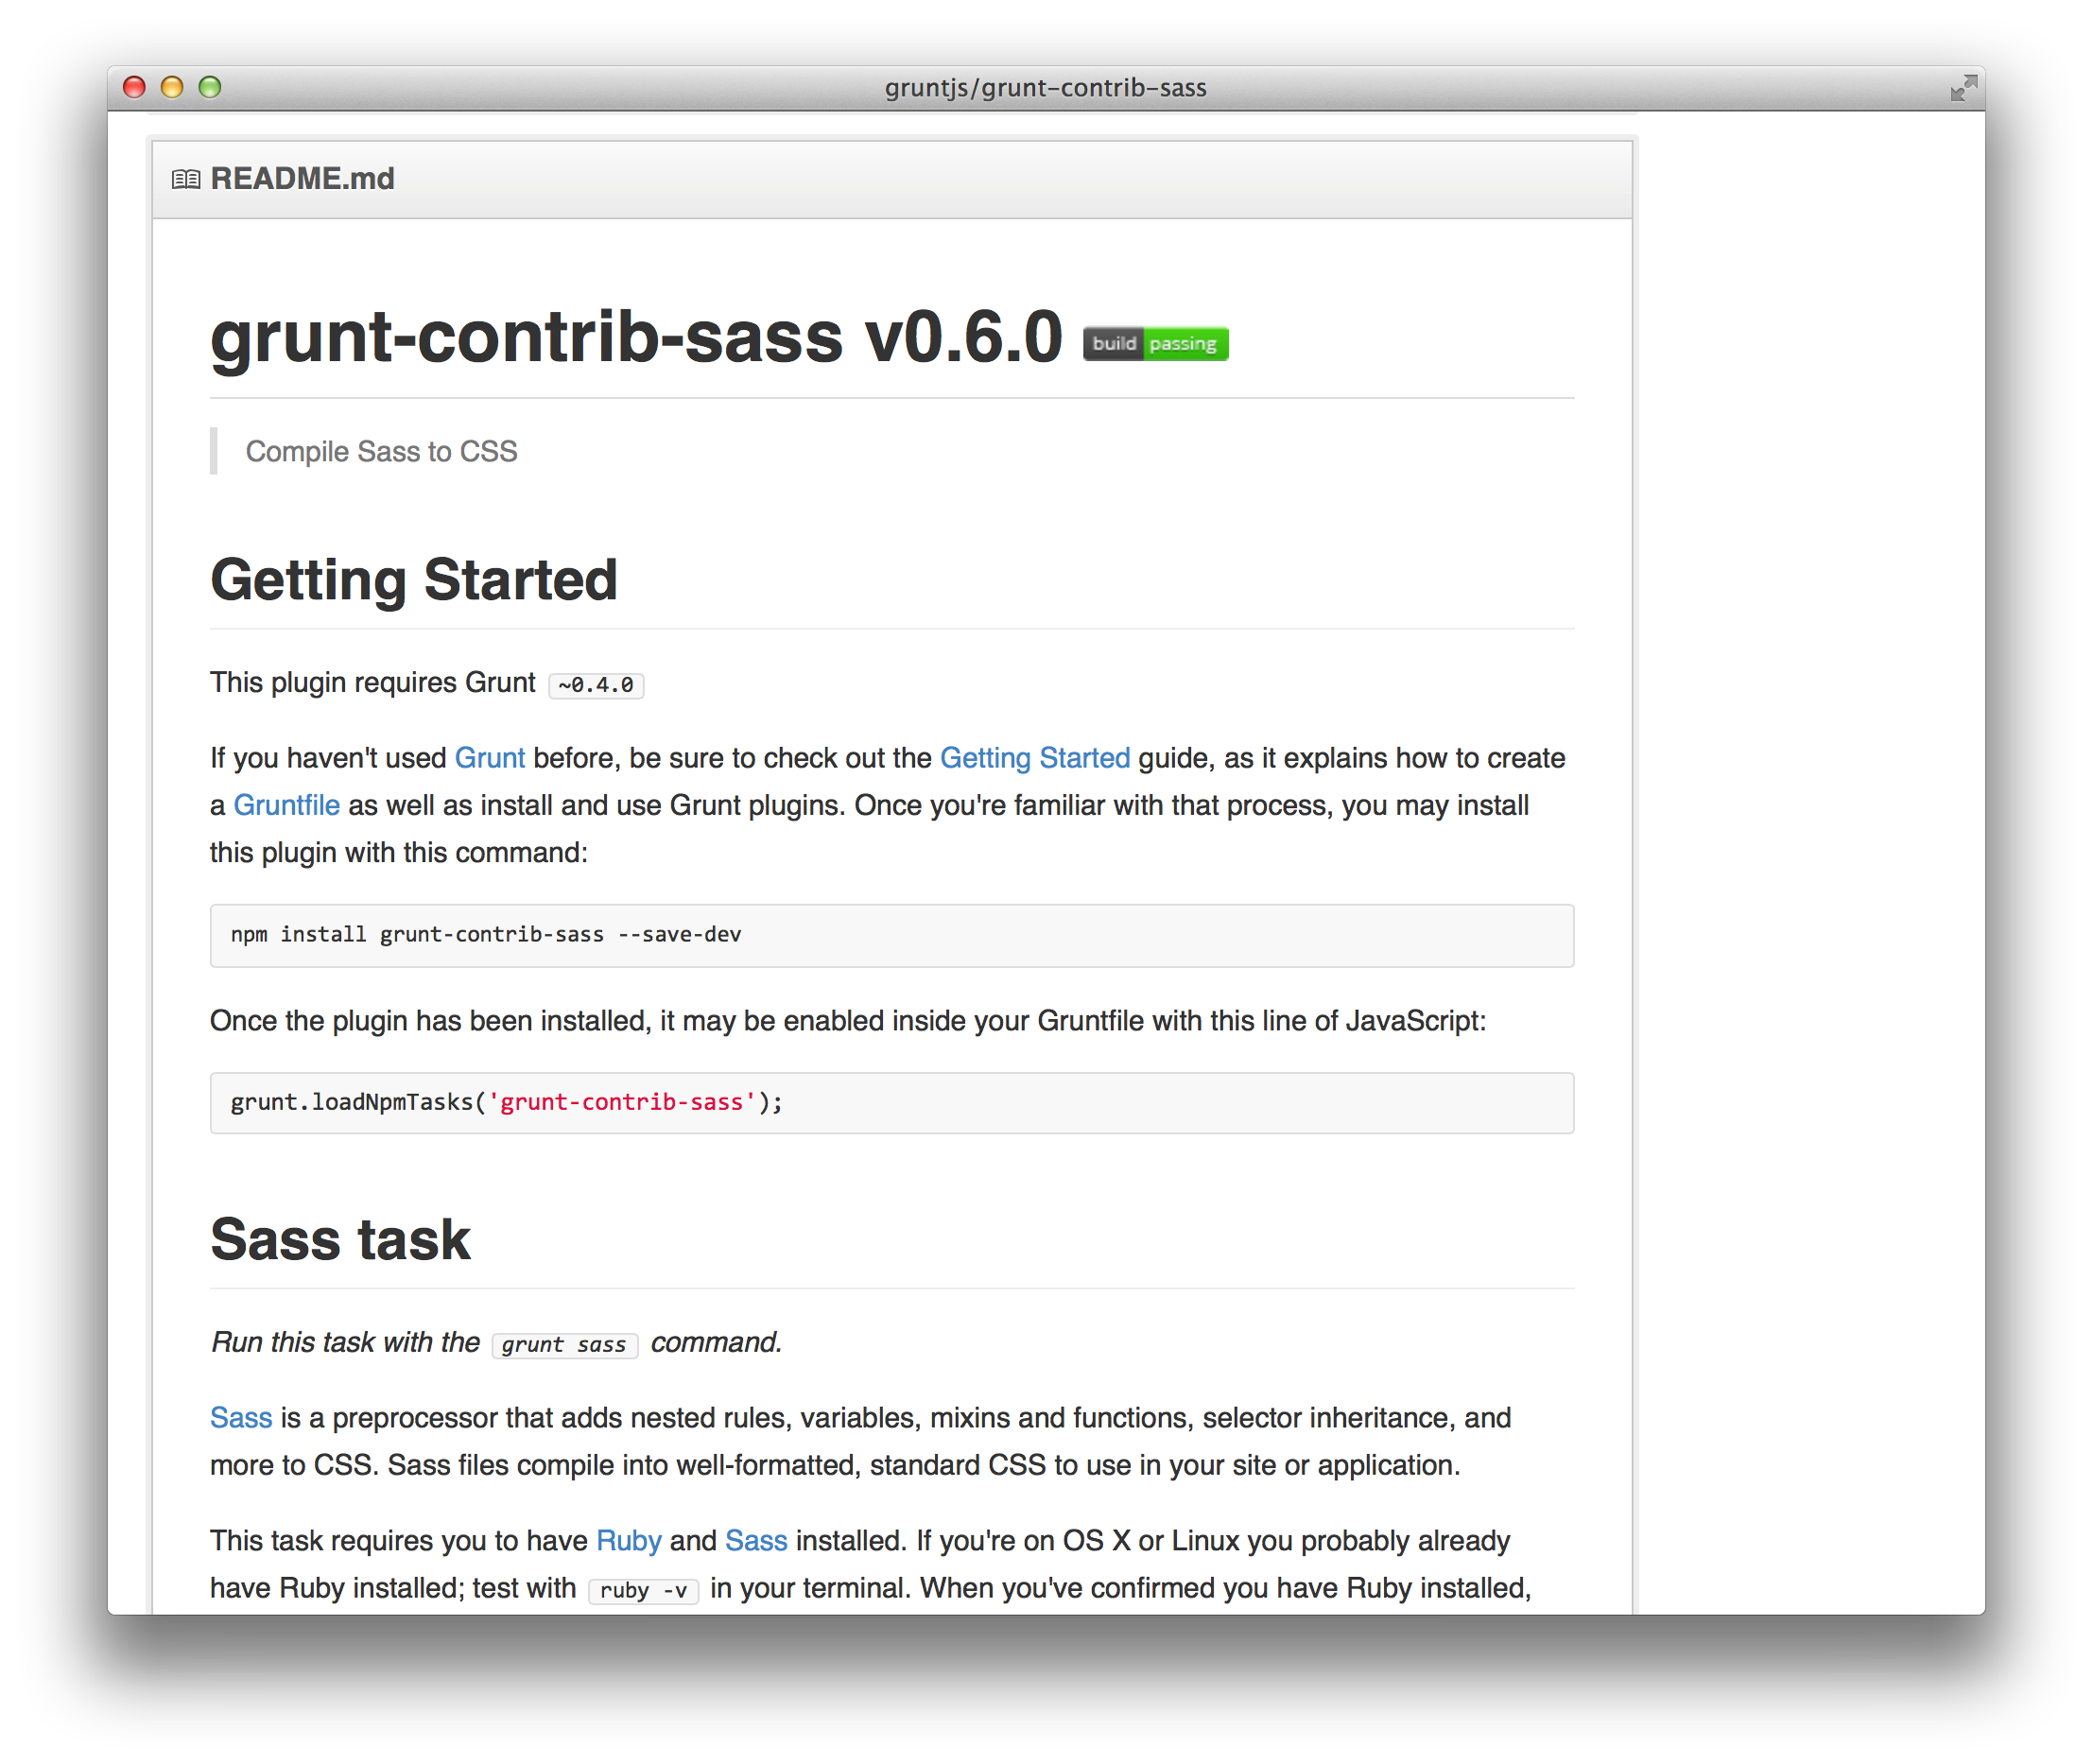 gruntjs/grunt-contrib-sass
README.md
grunt-contrib-sass v0.6.0 build passing
Compile Sass to CSS
Getting Started
This plugin requires Grunt ~0.4.0
If you haven't used Grunt before, be sure to check out the Getting Started guide, as it explains how to create
a Gruntfile as well as install and use Grunt plugins. Once you're familiar with that process, you may install
this plugin with this command:
npm install grunt-contrib-sass --save-dev
Once the plugin has been installed, it may be enabled inside your Gruntfile with this line of JavaScript:
grunt.loadNpmTasks('grunt-contrib-sass');
Sass task
Run this task with the grunt sass command.
Sass is a preprocessor that adds nested rules, variables, mixins and functions, selector inheritance, and
more to CSS. Sass files compile into well-formatted, standard CSS to use in your site or application.
This task requires you to have Ruby and Sass installed. If you're on OS X or Linux you probably already
have Ruby installed; test with ruby -v in your terminal. When you've confirmed you have Ruby installed,